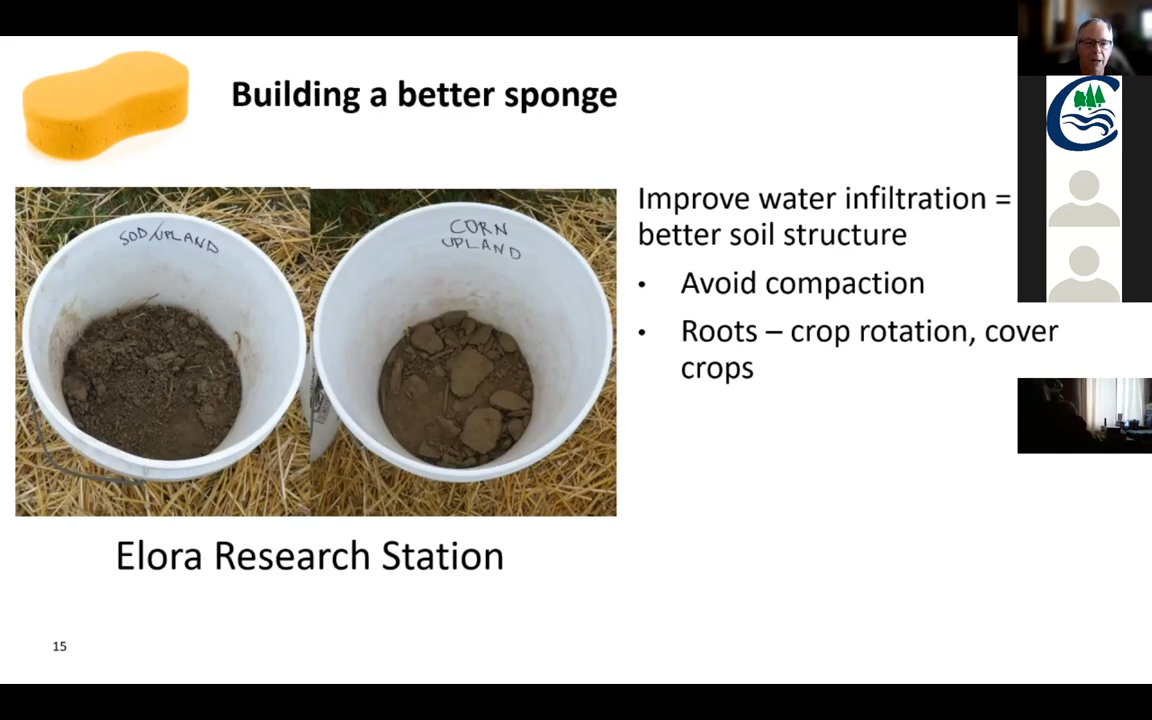 Building a better sponge
SOD/UPLAND
CORN
UPLAND
Improve water infiltration =
better soil structure
• Avoid compaction
• Roots – crop rotation, cover
crops
Elora Research Station
15